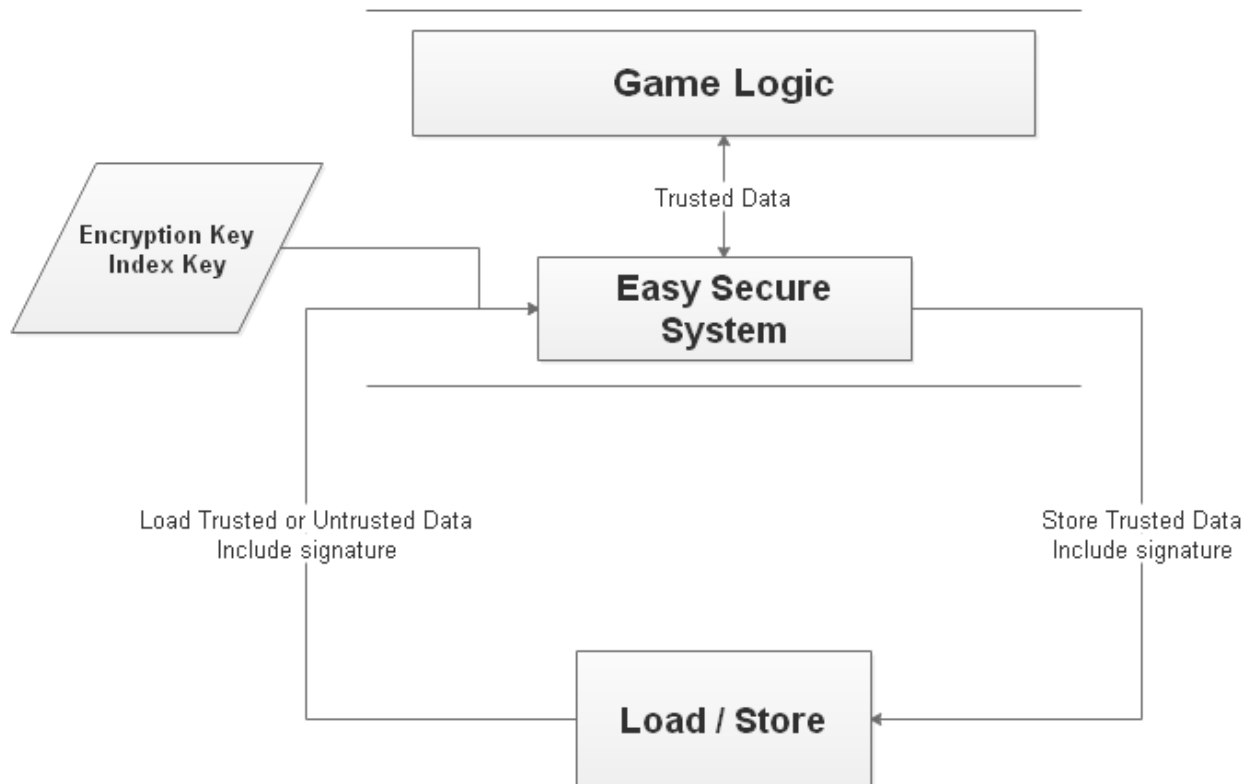 Game Logic
Trusted Data
Encryption Key
Index Key
Easy Secure
System
Load Trusted or Untrusted Data
Include signature
Store Trusted Data
Include signature
Load / Store